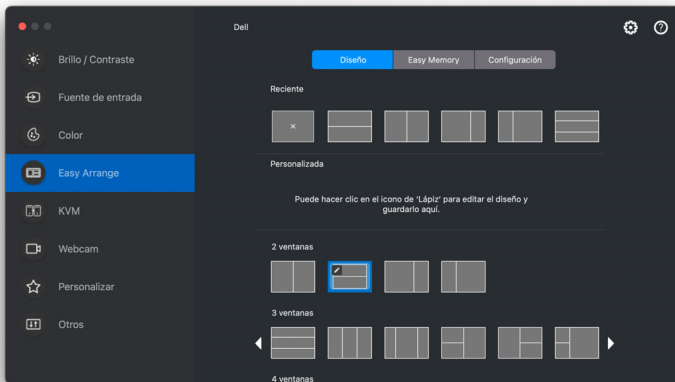 Dell
Diseño
Easy Memory
Configuración
Brillo / Contraste
Fuente de entrada
Color
Easy Arrange
KVM
Webcam
Personalizar
Otros
Reciente
Personalizada
Puede hacer clic en el icono de 'Lápiz' para editar el diseño y
guardarlo aquí.
2 ventanas
3 ventanas
4 ventanas